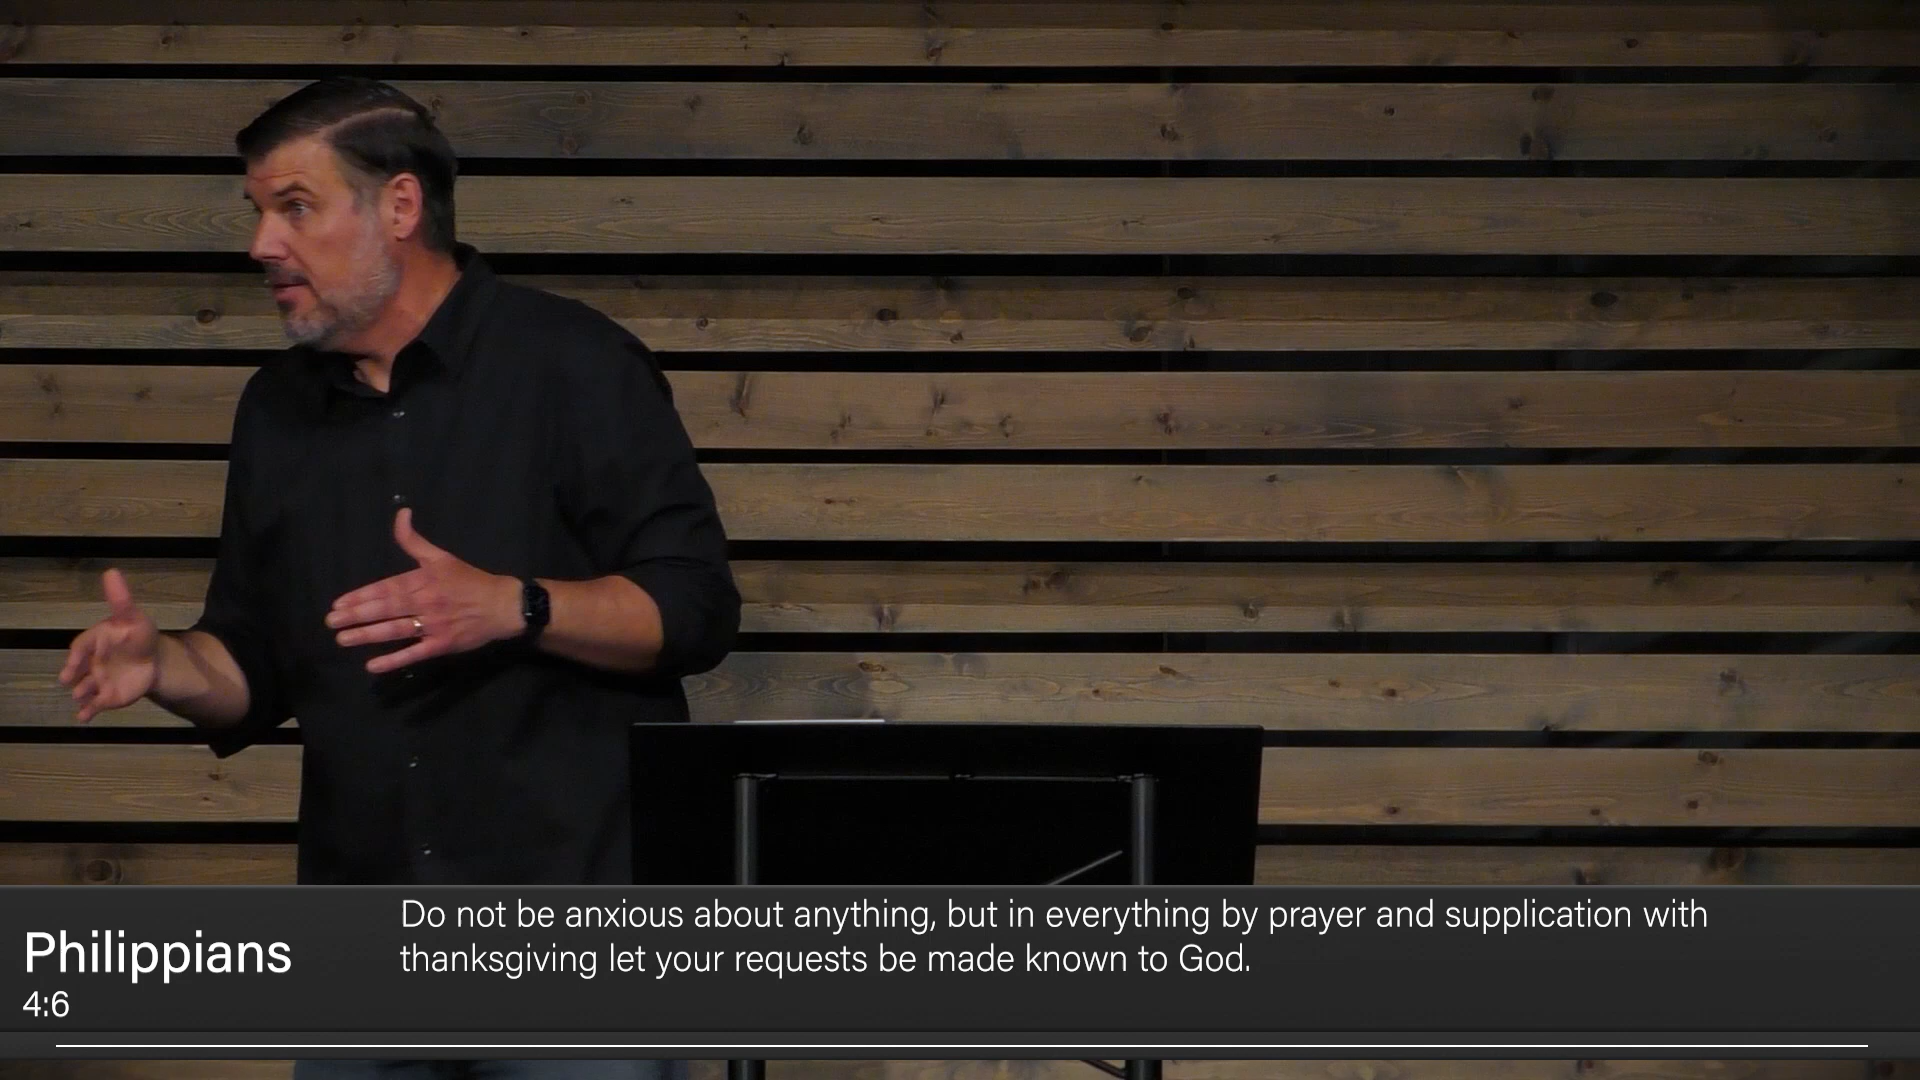 Philippians
4:6
Do not be anxious about anything, but in everything by prayer and supplication with
thanksgiving let your requests be made known to God.